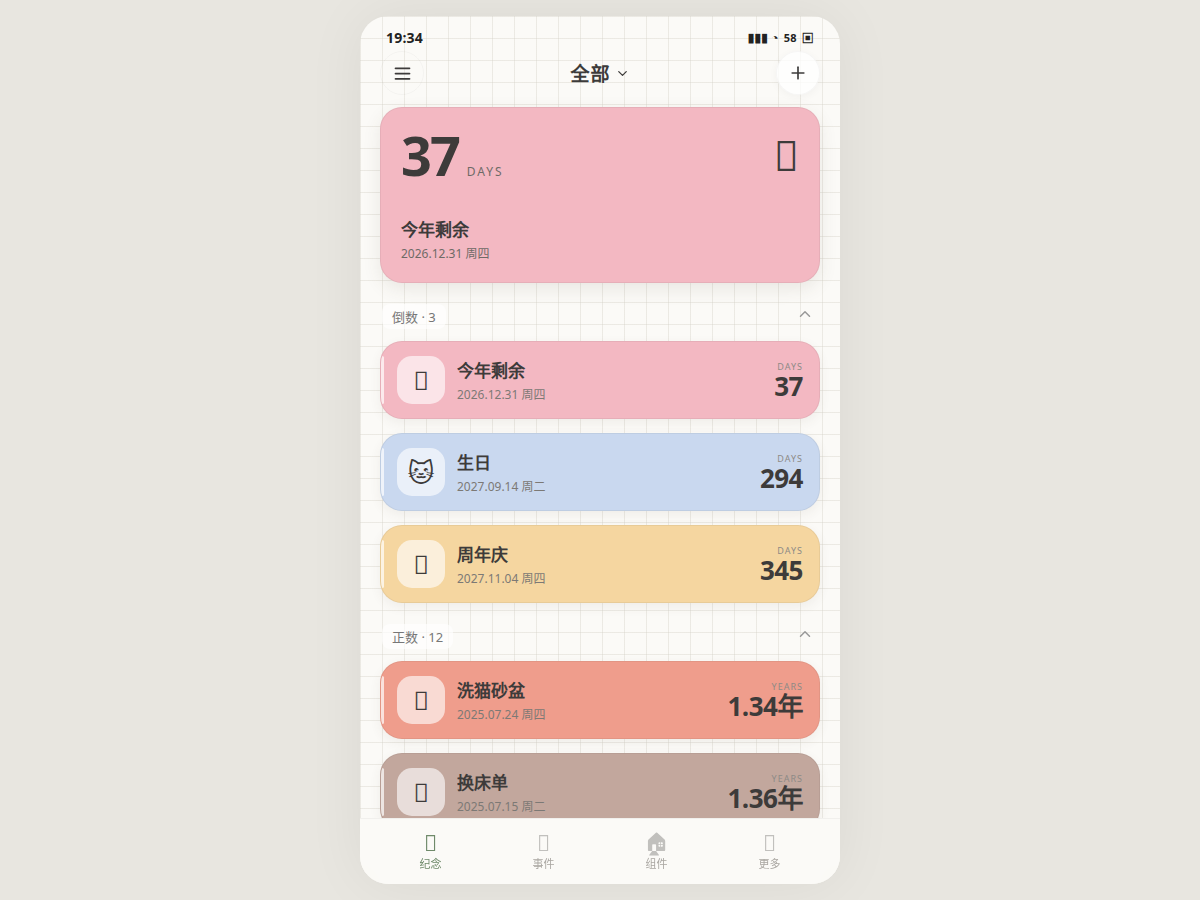 19:34
58
全部
37 DAYS
今年剩余
2026.12.31 周四
倒数 · 3
今年剩余
2026.12.31 周四
DAYS
37
生日
2027.09.14 周二
DAYS
294
周年庆
2027.11.04 周四
DAYS
345
正数 · 12
洗猫砂盆
2025.07.24 周四
YEARS
1.34年
换床单
2025.07.15 周二
YEARS
1.36年
纪念
事件
组件
更多